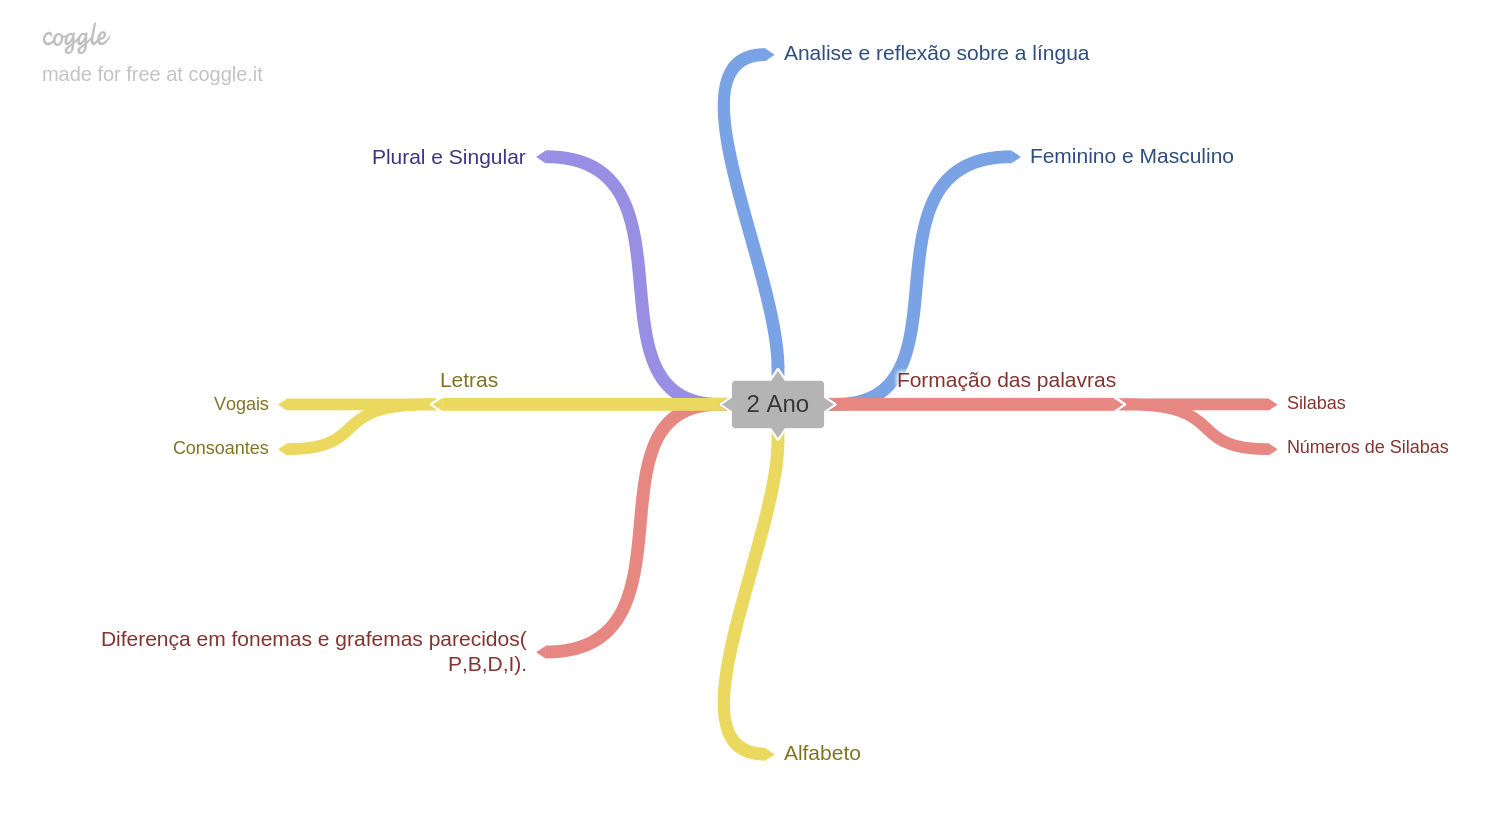 coggle
made for free at coggle.it
Analise e reflexão sobre a língua
Plural e Singular
Feminino e Masculino
Letras
Vogais
Consoantes
2 Ano
Formação das palavras
Silabas
Números de Silabas
Diferença em fonemas e grafemas parecidos(
P,B,D,I).
Alfabeto